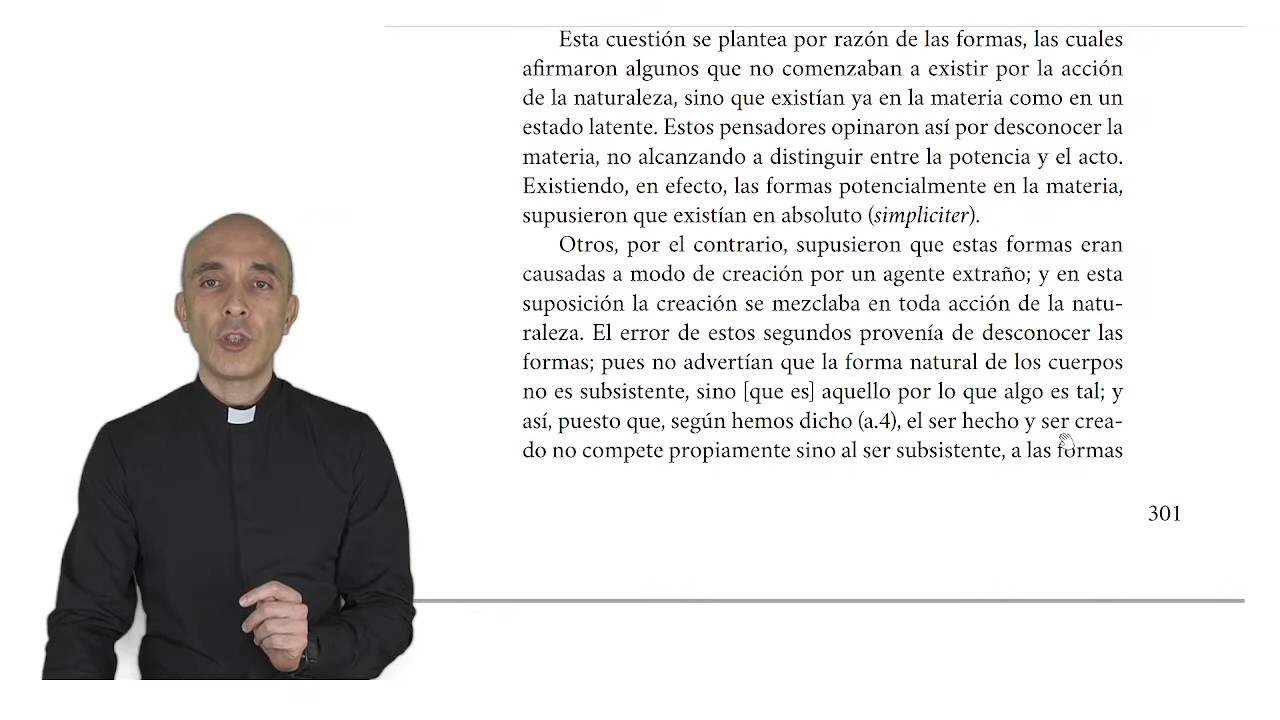 Esta cuestión se plantea por razón de las formas, las cuales
afirmaron algunos que no comenzaban a existir por la acción
de la naturaleza, sino que existían ya en la materia como en un
estado latente. Estos pensadores opinaron así por desconocer la
materia, no alcanzando a distinguir entre la potencia y el acto.
Existiendo, en efecto, las formas potencialmente en la materia,
supusieron que existían en absoluto (simpliciter).
Otros, por el contrario, supusieron que estas formas eran
causadas a modo de creación por un agente extraño; y en esta
suposición la creación se mezclaba en toda acción de la natu-
raleza. El error de estos segundos provenía de desconocer las
formas; pues no advertían que la forma natural de los cuerpos
no es subsistente, sino [que es] aquello por lo que algo es tal; y
así, puesto que, según hemos dicho (a.4), el ser hecho y ser crea-
do no compete propiamente sino al ser subsistente, a las formas
301